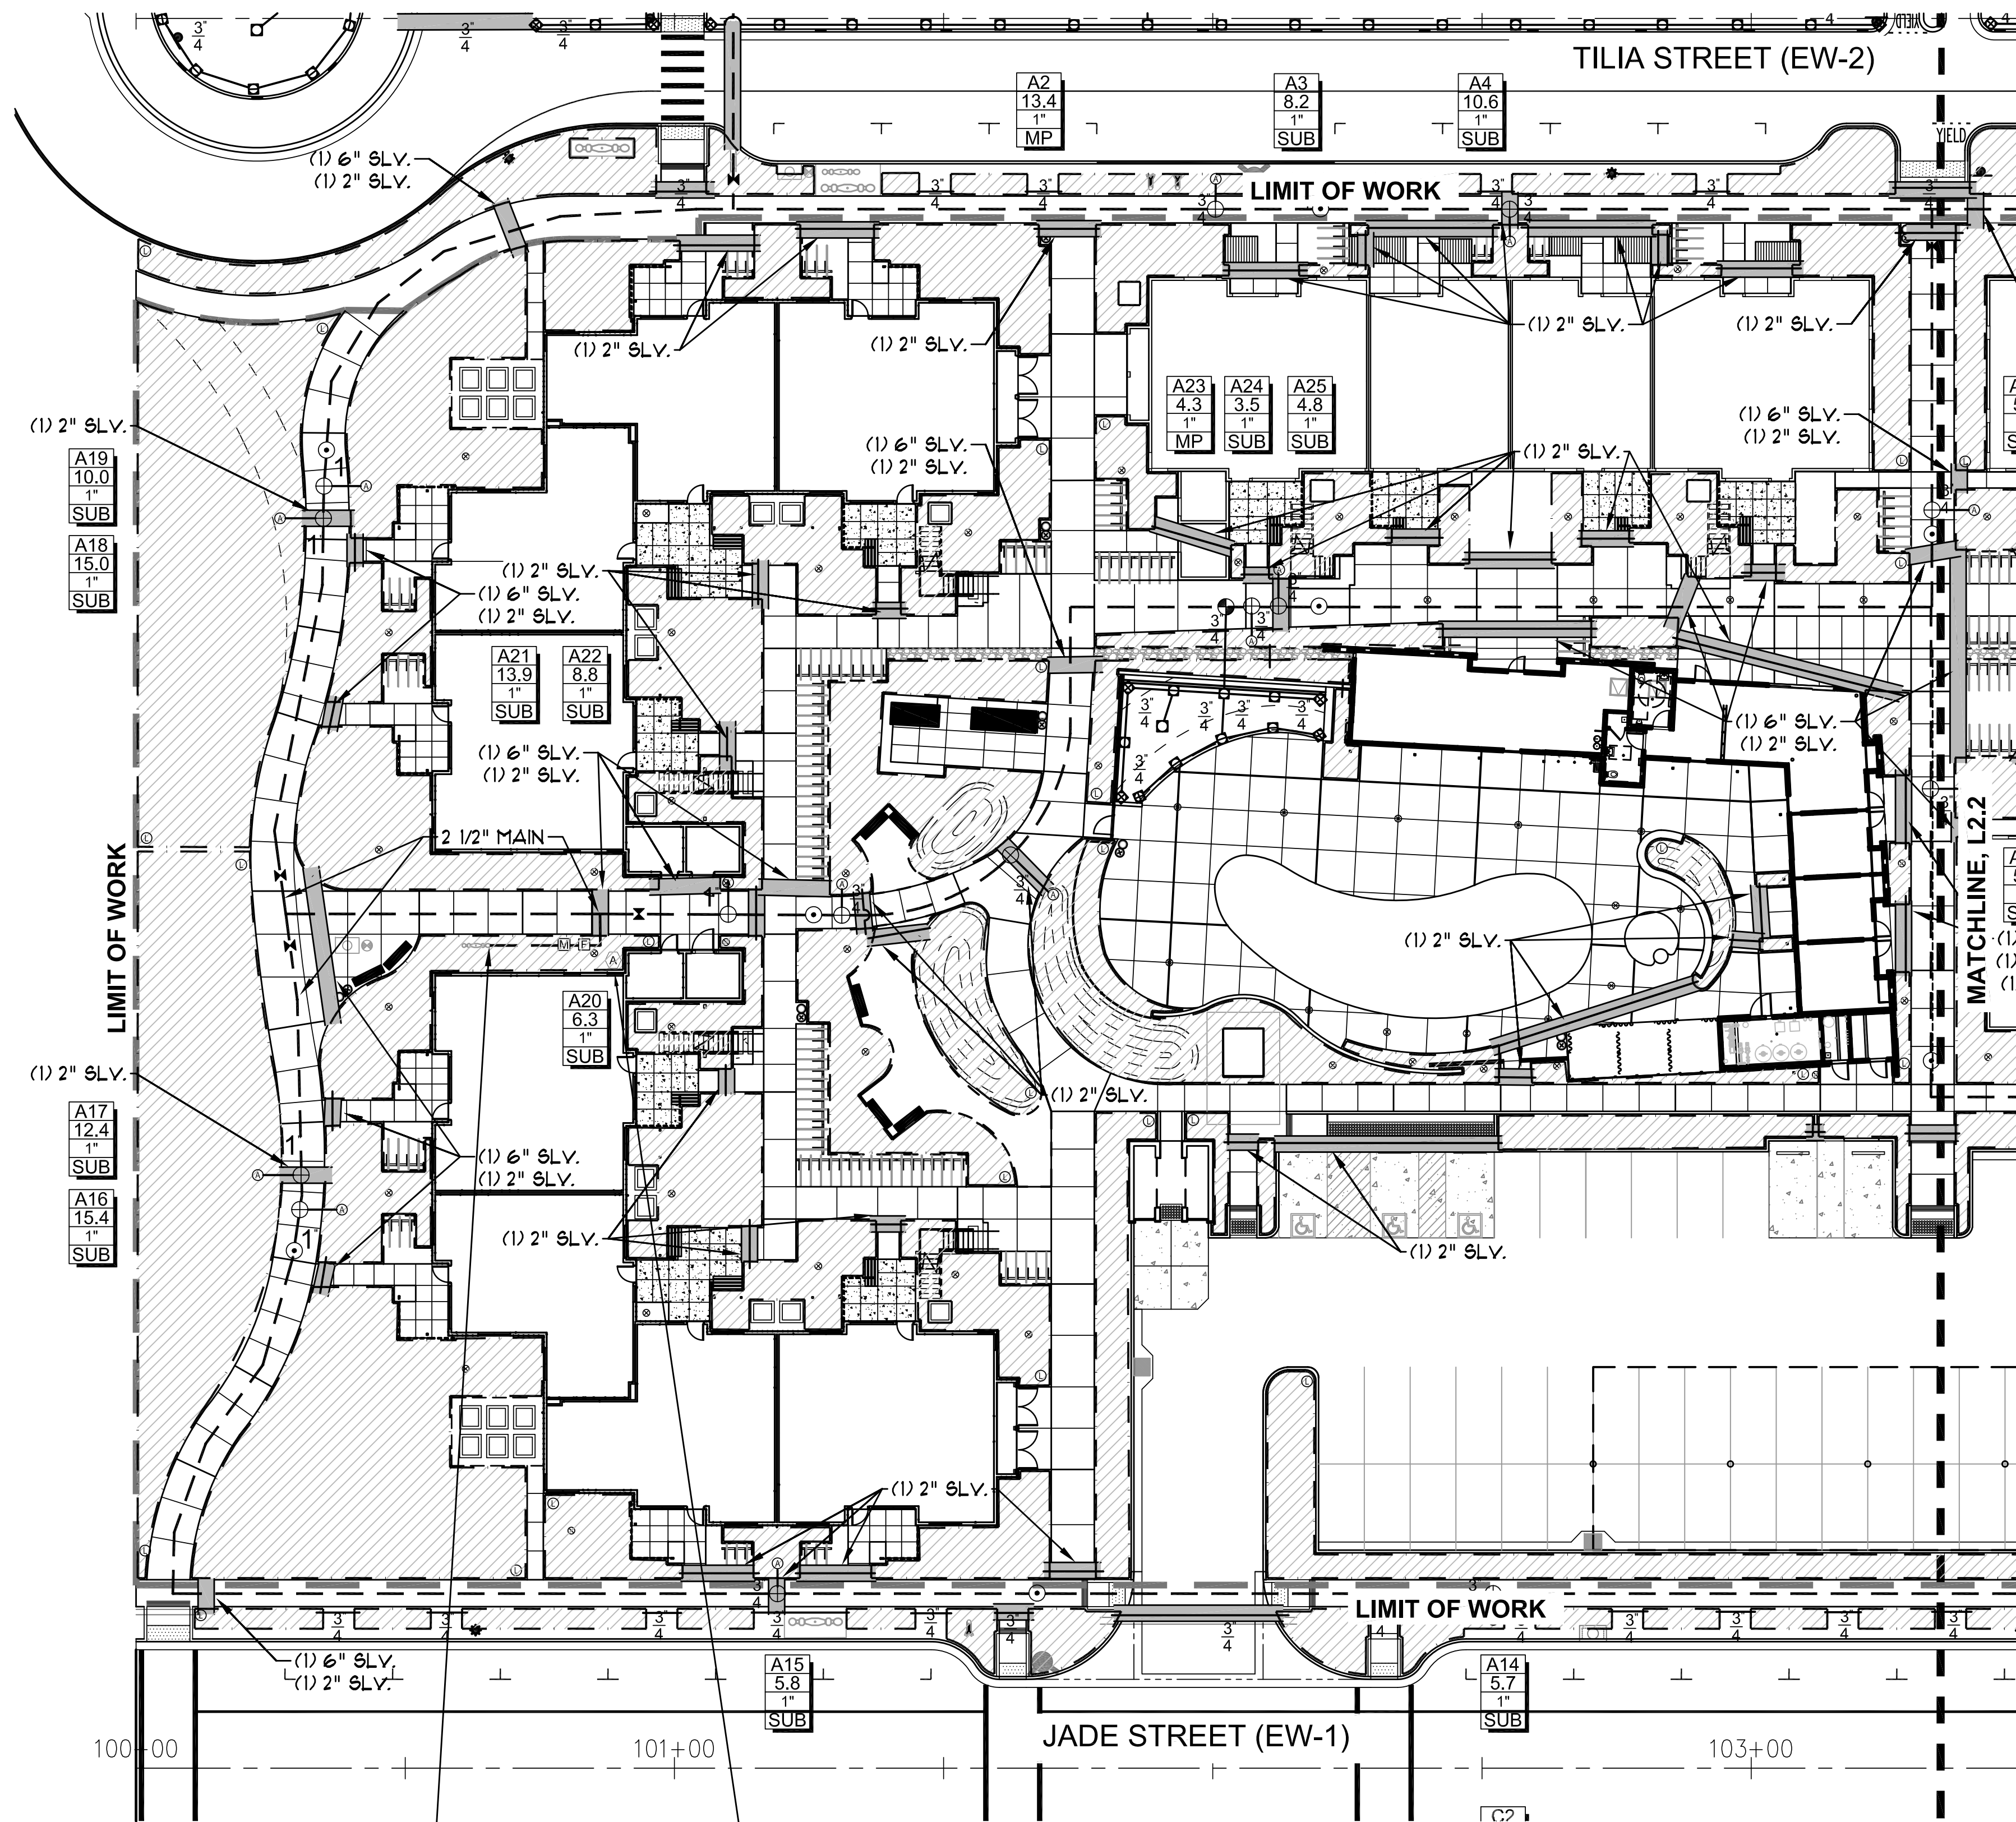 TILIA STREET (EW-2)
YIELD
A2
13.4
1"
MP
A3
8.2
1"
SUB
A4
10.6
1"
SUB
(1) 6" SLV.
(1) 2" SLV.
LIMIT OF WORK
(1) 2" SLV.
(1) 2" SLV.
(1) 2" SLV.
(1) 2" SLV.
A23
4.3
1"
MP
A24
3.5
1"
SUB
A25
4.8
1"
SUB
(1) 6" SLV.
(1) 2" SLV.
(1) 2" SLV.
(1) 6" SLV.
(1) 2" SLV.
(1) 2" SLV.
A19
10.0
1"
SUB
A18
15.0
1"
SUB
(1) 2" SLV.
(1) 6" SLV.
(1) 2" SLV.
A21
13.9
1"
SUB
A22
8.8
1"
SUB
(1) 6" SLV.
(1) 2" SLV.
(1) 6" SLV.
(1) 2" SLV.
2 1/2" MAIN
LIMIT OF WORK
MATCHLINE, L2.2
(1) 2" SLV.
M F
A
A20
6.3
1"
SUB
(1) 2" SLV.
(1) 2" SLV.
A17
12.4
1"
SUB
A16
15.4
1"
SUB
(1) 6" SLV.
(1) 2" SLV.
(1) 2" SLV.
(1) 2" SLV.
(1) 2" SLV.
LIMIT OF WORK
(1) 6" SLV.
(1) 2" SLV.
A15
5.8
1"
SUB
A14
5.7
1"
SUB
JADE STREET (EW-1)
100+00
101+00
103+00
C2